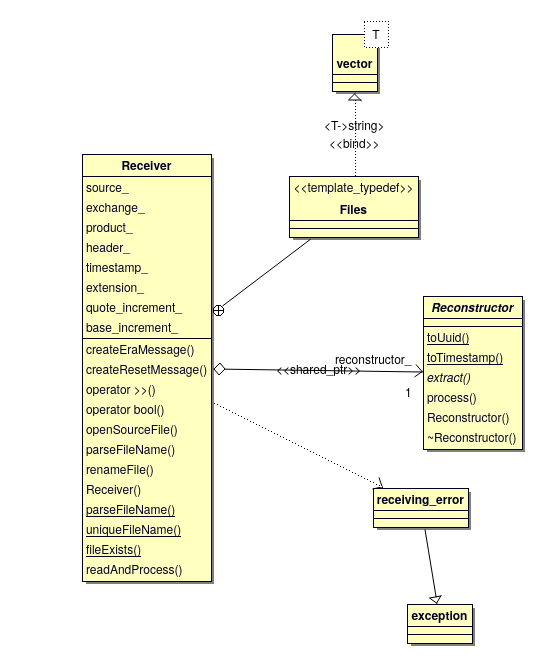 T
vector
<T->string>
<<bind>>
<<template_typedef>>
Files
Receiver
source_
exchange_
product_
header_
timestamp_
extension_
quote_increment_
base_increment_
createEraMessage()
createResetMessage()
operator >>()
operator bool()
openSourceFile()
parseFileName()
renameFile()
Receiver()
parseFileName()
uniqueFileName()
fileExists()
readAndProcess()
reconstructor_
<<shared_ptr>>
1
Reconstructor
toUuid()
toTimestamp()
extract()
process()
Reconstructor()
~Reconstructor()
receiving_error
exception